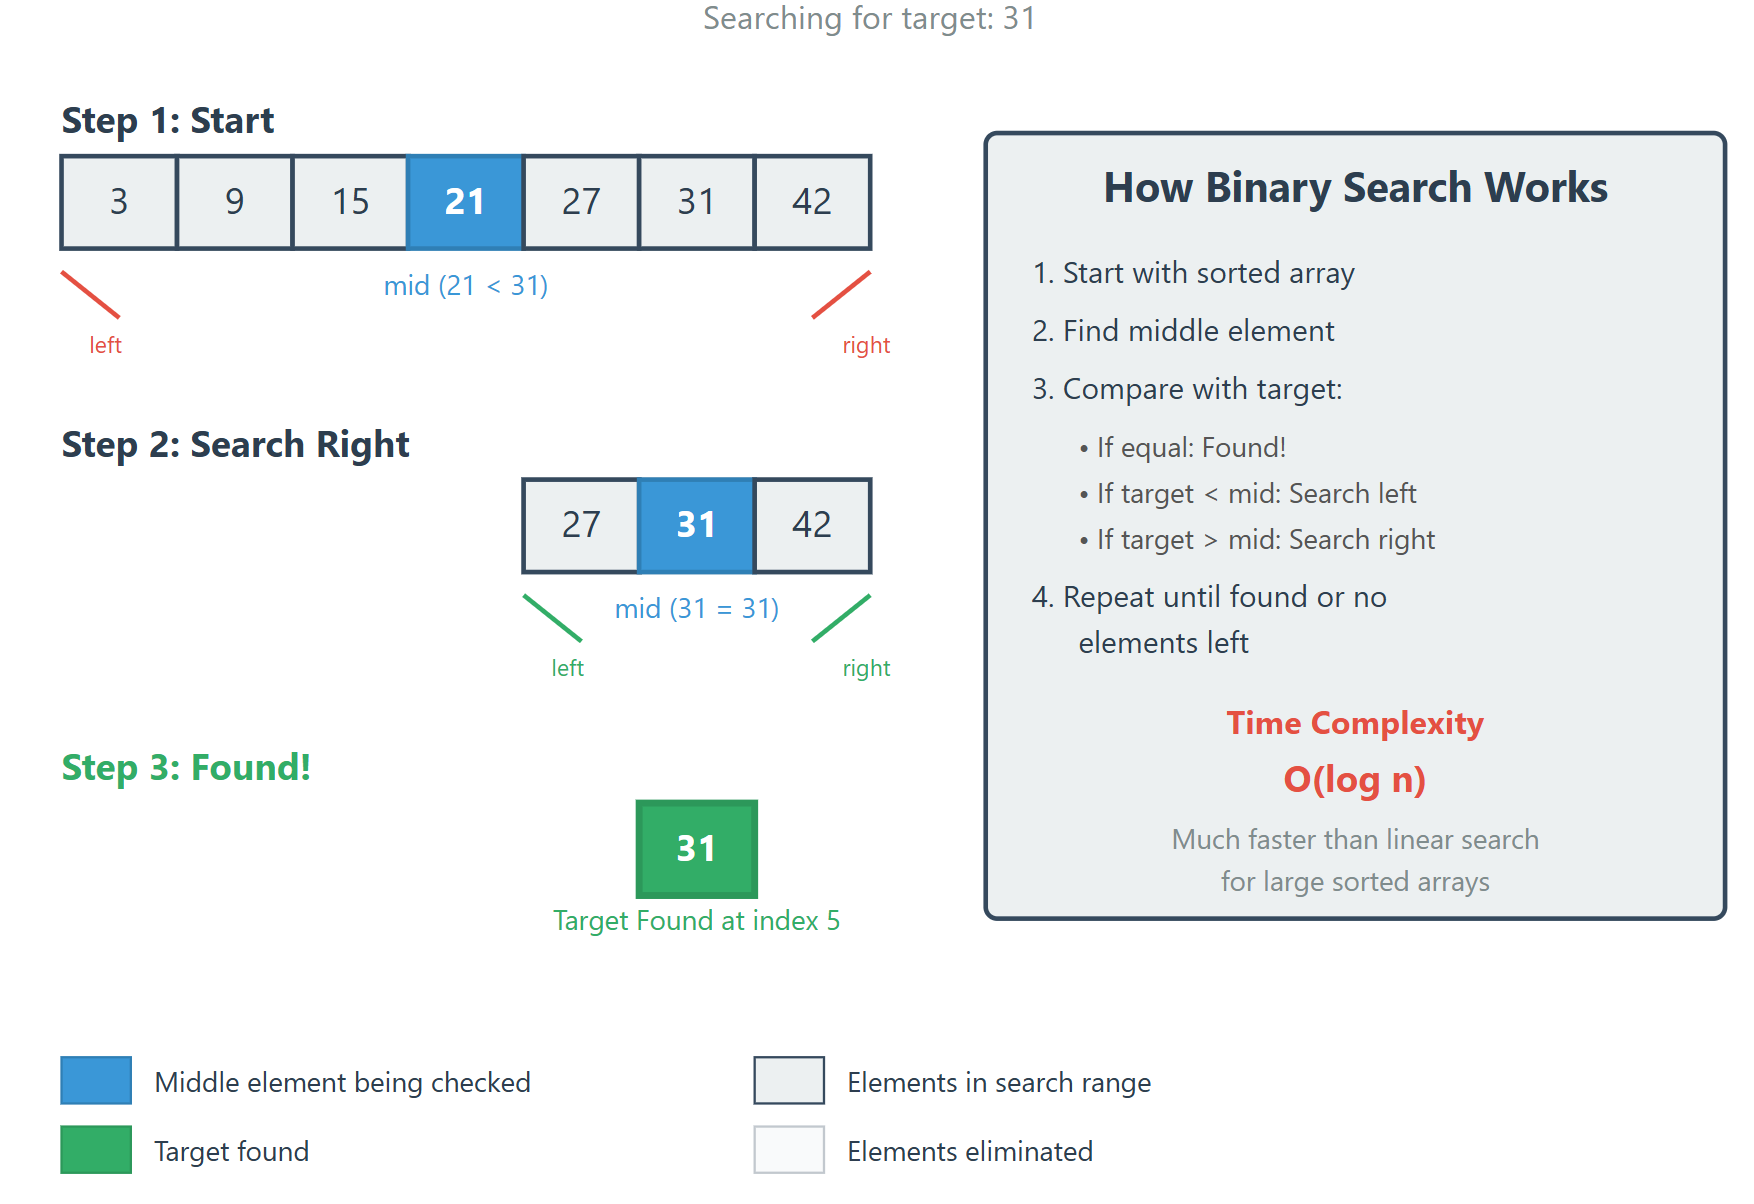 Searching for target: 31
Step 1: Start
3 9 15 21 27 31 42
mid (21 < 31)
left right
Step 2: Search Right
27 31 42
mid (31 = 31)
left right
Step 3: Found!
31
Target Found at index 5
How Binary Search Works
1. Start with sorted array
2. Find middle element
3. Compare with target:
• If equal: Found!
• If target < mid: Search left
• If target > mid: Search right
4. Repeat until found or no
elements left
Time Complexity
O(log n)
Much faster than linear search
for large sorted arrays
Middle element being checked
Elements in search range
Target found
Elements eliminated